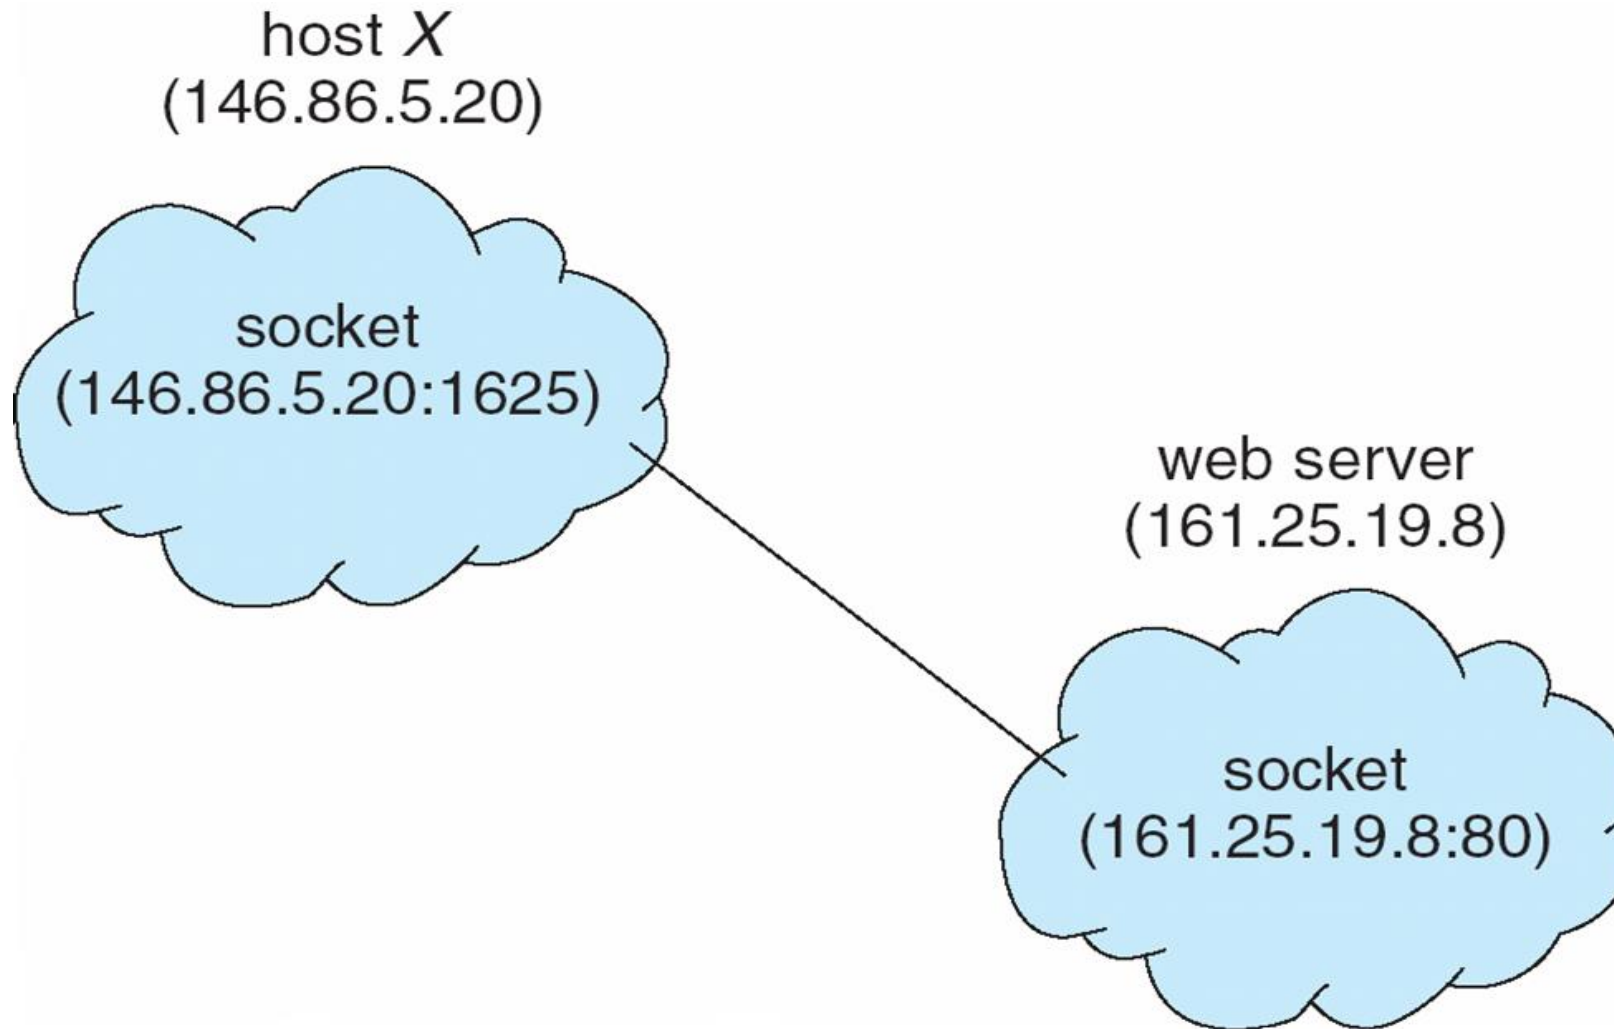 host X
(146.86.5.20)
socket
(146.86.5.20:1625)
web server
(161.25.19.8)
socket
(161.25.19.8:80)